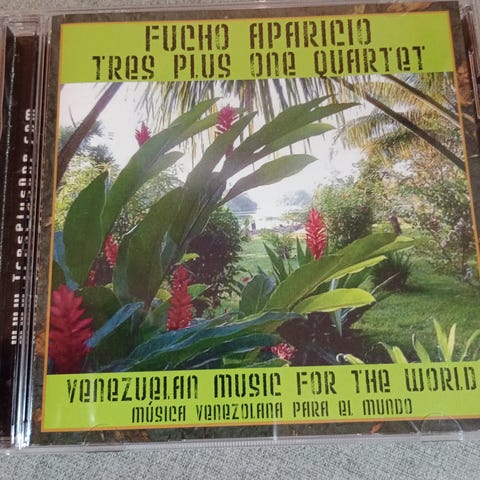 FUCHO APARICIO
TRES PLUS ONE QUARTET
VENEZUELAN MUSIC FOR THE WORLD
MÚSICA VENEZOLANA PARA EL MUNDO
www.TresPlusOne.com